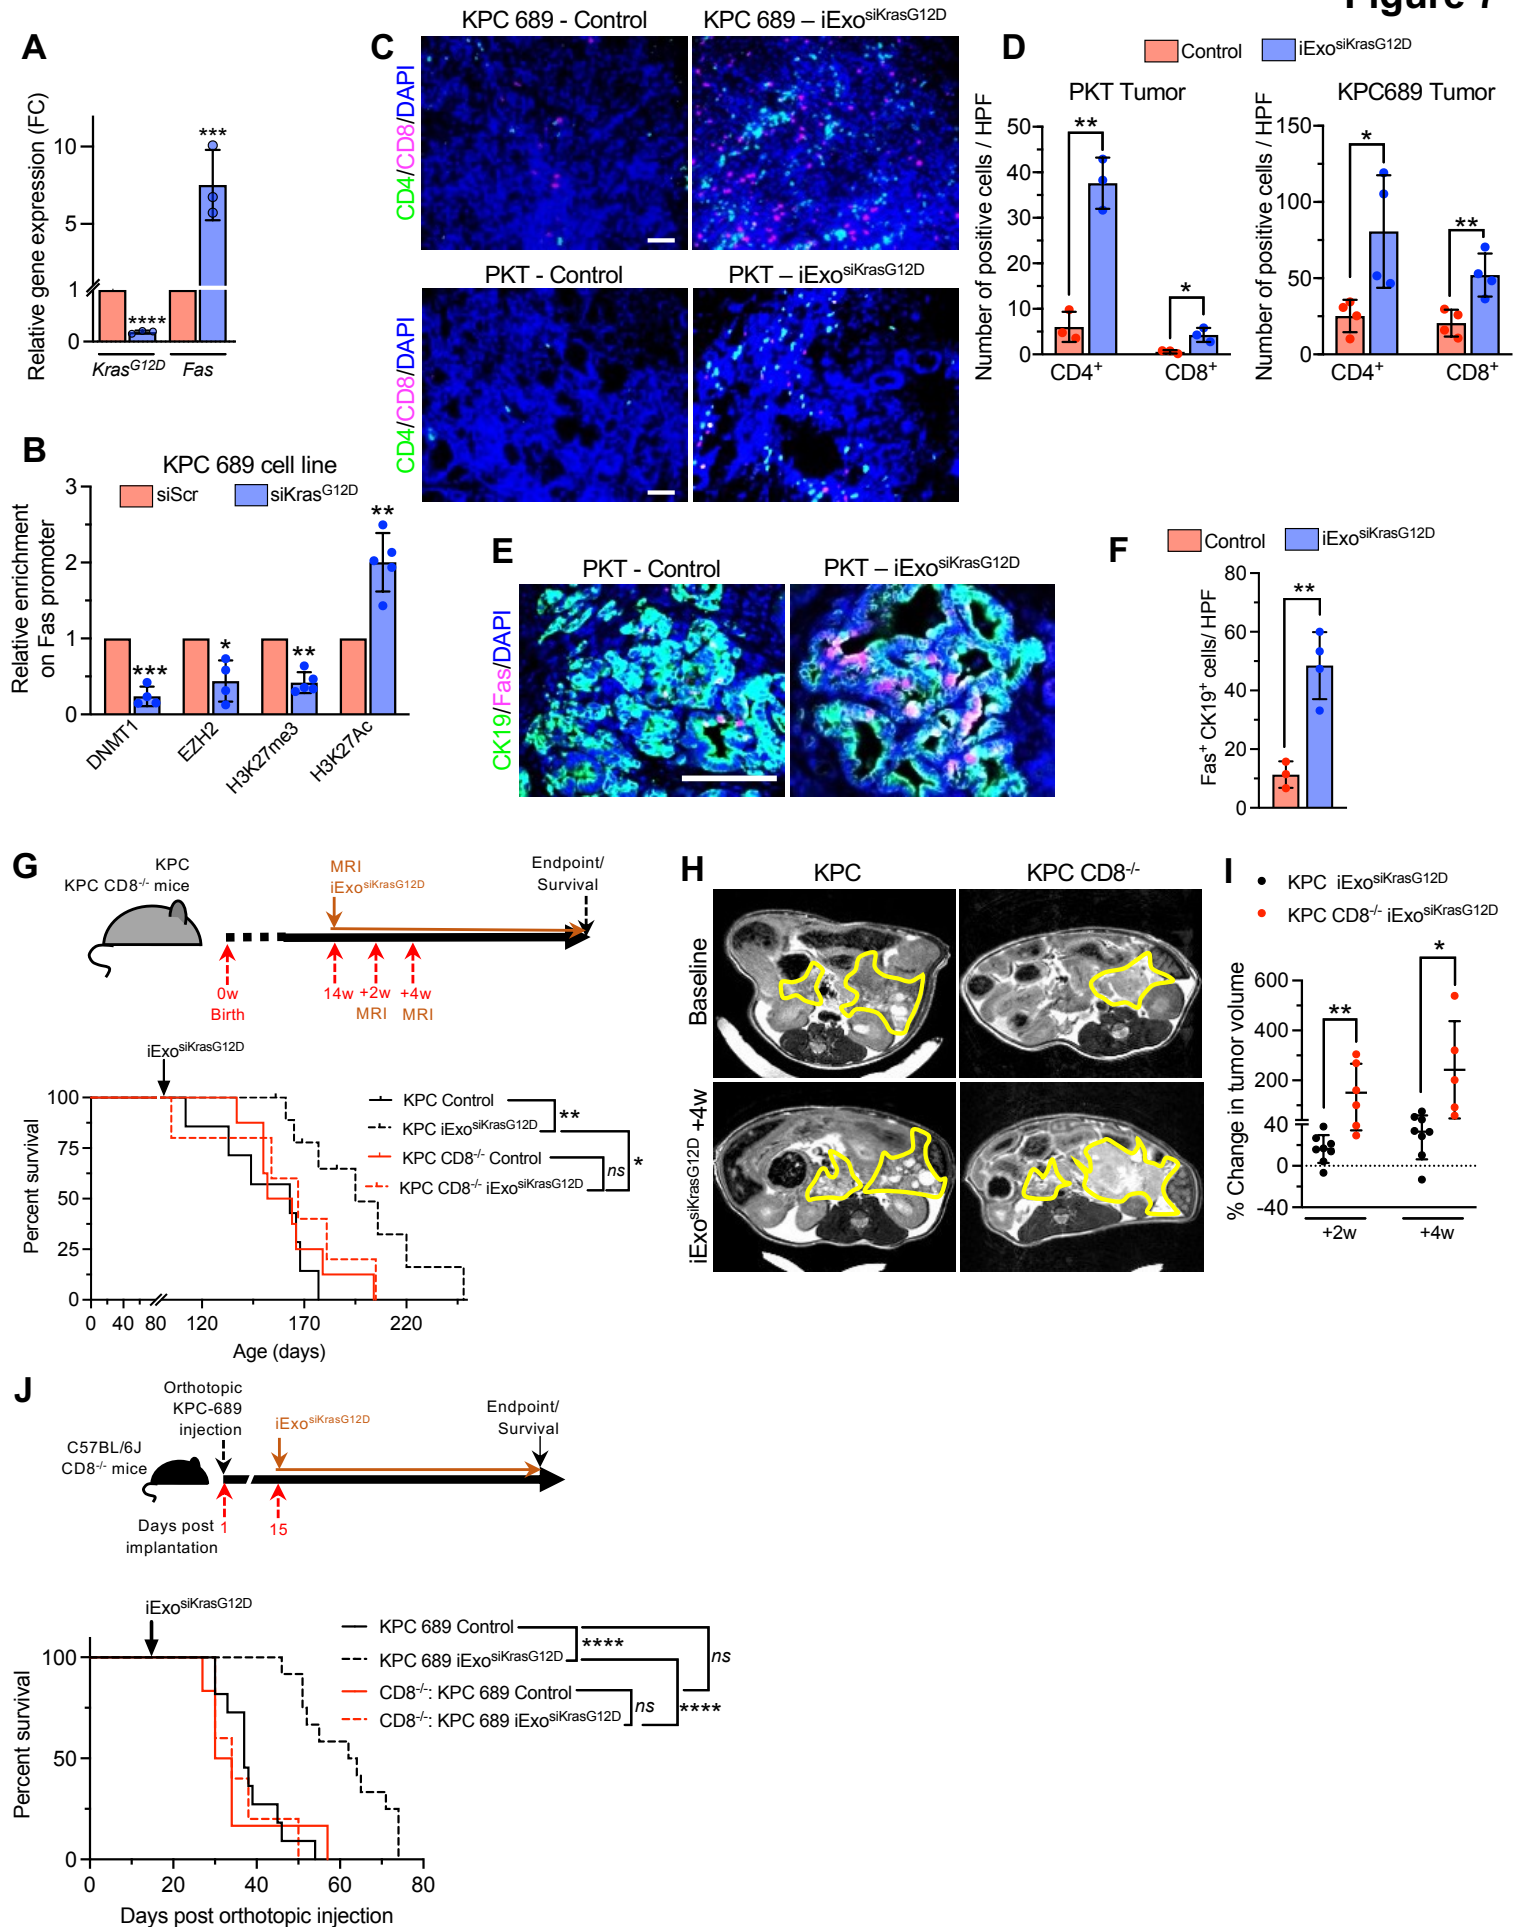 Figure 7
A
Relative gene expression (FC)
10
5
1
0
***
****
KrasG12D
Fas
B
KPC 689 cell line
siScr
siKrasG12D
Relative enrichment
on Fas promoter
3
2
1
0
***
*
**
**
DNMT1
EZH2
H3K27me3
H3K27Ac
C
KPC 689 - Control
KPC 689 – iExosiKrasG12D
CD4/CD8/DAPI
PKT - Control
PKT – iExosiKrasG12D
CD4/CD8/DAPI
D
Control
iExosiKrasG12D
PKT Tumor
Number of positive cells / HPF
50
40
30
20
10
0
**
*
CD4+
CD8+
KPC689 Tumor
Number of positive cells / HPF
150
100
50
0
*
**
CD4+
CD8+
E
PKT - Control
PKT – iExosiKrasG12D
CK19/Fas/DAPI
F
Control
iExosiKrasG12D
Fas+ CK19+ cells/ HPF
80
60
40
20
0
**
G
KPC
KPC CD8-/- mice
MRI
iExosiKrasG12D
Endpoint/
Survival
0w
Birth
14w
+2w
MRI
+4w
MRI
iExosiKrasG12D
Percent survival
100
75
50
25
0
0 40 80 120 170 220
Age (days)
KPC Control
KPC iExosiKrasG12D
KPC CD8-/- Control
KPC CD8-/- iExosiKrasG12D
**
ns
*
H
KPC
KPC CD8-/-
Baseline
iExosiKrasG12D +4w
I
KPC iExosiKrasG12D
KPC CD8-/- iExosiKrasG12D
% Change in tumor volume
600
400
200
40
0
-40
**
*
+2w
+4w
J
Orthotopic
KPC-689
injection
iExosiKrasG12D
Endpoint/
Survival
C57BL/6J
CD8-/- mice
Days post
implantation
1
15
iExosiKrasG12D
Percent survival
100
50
0
0 20 40 60 80
Days post orthotopic injection
KPC 689 Control
KPC 689 iExosiKrasG12D
CD8-/-: KPC 689 Control
CD8-/-: KPC 689 iExosiKrasG12D
****
ns
ns
****